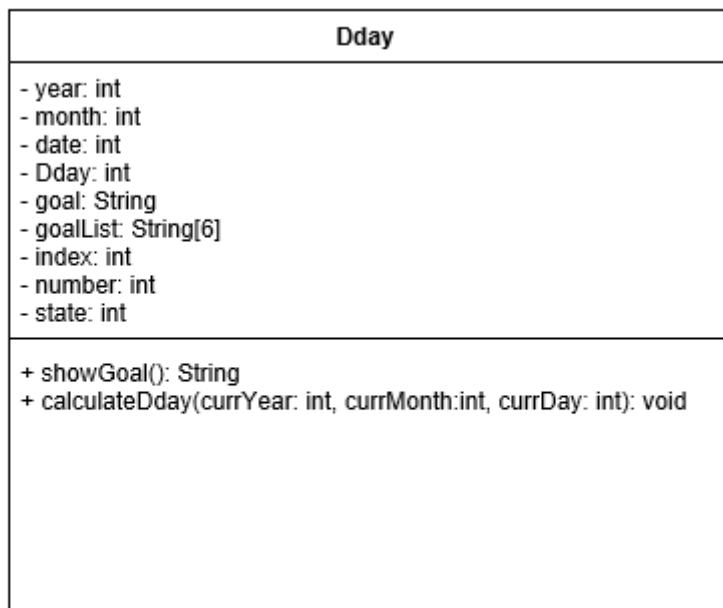 Dday
- year: int
- month: int
- date: int
- Dday: int
- goal: String
- goalList: String[6]
- index: int
- number: int
- state: int
+ showGoal(): String
+ calculateDday(currYear: int, currMonth:int, currDay: int): void